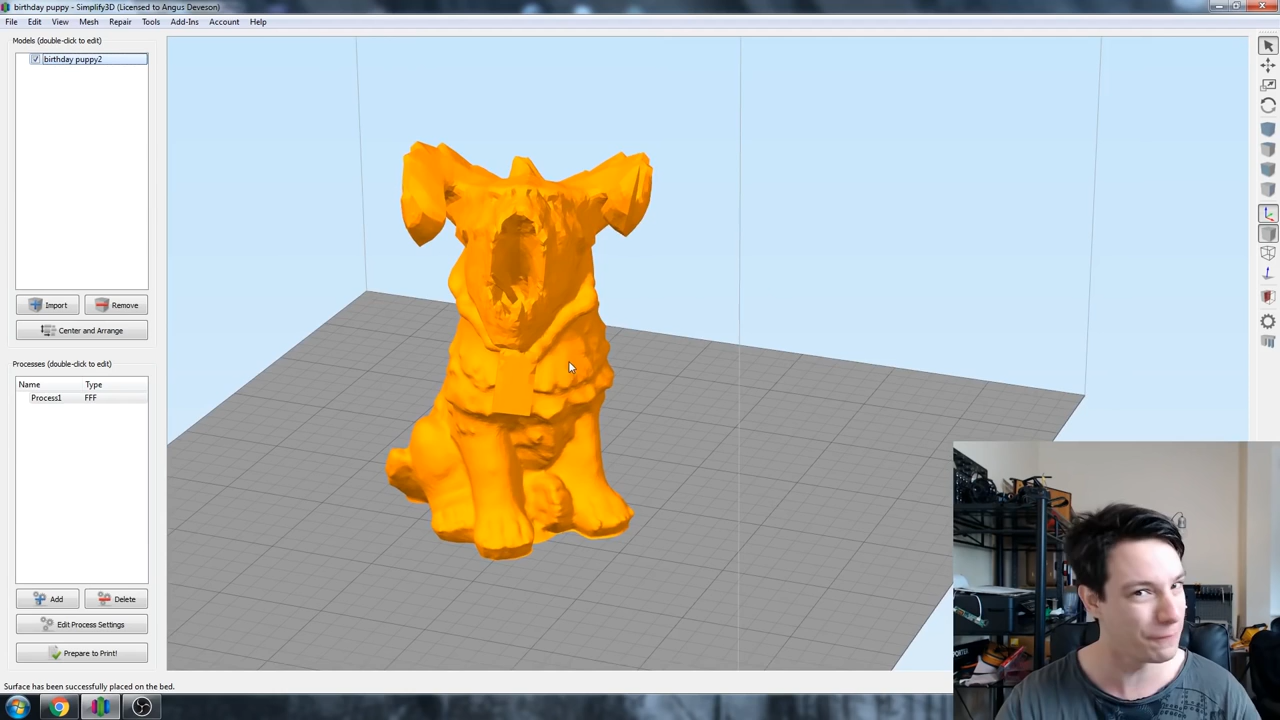 birthday puppy - Simplify3D (Licensed to Angus Deveson)
File Edit View Mesh Repair Tools Add-Ins Account Help
Models (double-click to edit)
birthday puppy2
Import Remove
Center and Arrange
Processes (double-click to edit)
Name Type
Process1 FFF
Add Delete
Edit Process Settings
Prepare to Print!
Surface has been successfully placed on the bed.